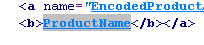 <a name="EncodedProduct
<b>ProductName</b></a>